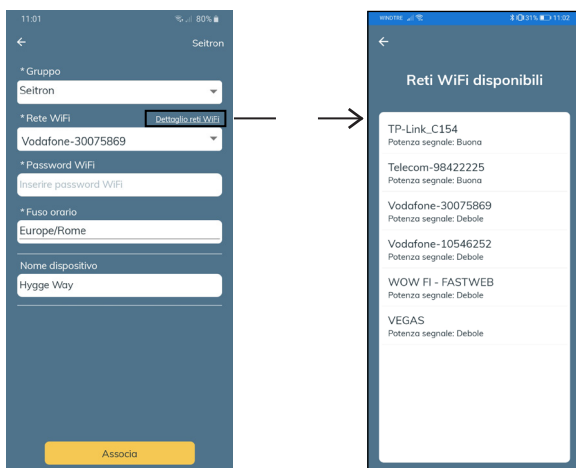 11:01
80%
Seitron
* Gruppo
Seitron
* Rete WiFi
Dettaglio reti WiFi
Vodafone-30075869
* Password WiFi
Inserire password WiFi
* Fuso orario
Europe/Rome
Nome dispositivo
Hygge Way
Associa
WINDTRE
31%
11:02
Reti WiFi disponibili
TP-Link_C154
Potenza segnale: Buona
Telecom-98422225
Potenza segnale: Buona
Vodafone-30075869
Potenza segnale: Debole
Vodafone-10546252
Potenza segnale: Debole
WOW FI - FASTWEB
Potenza segnale: Debole
VEGAS
Potenza segnale: Debole